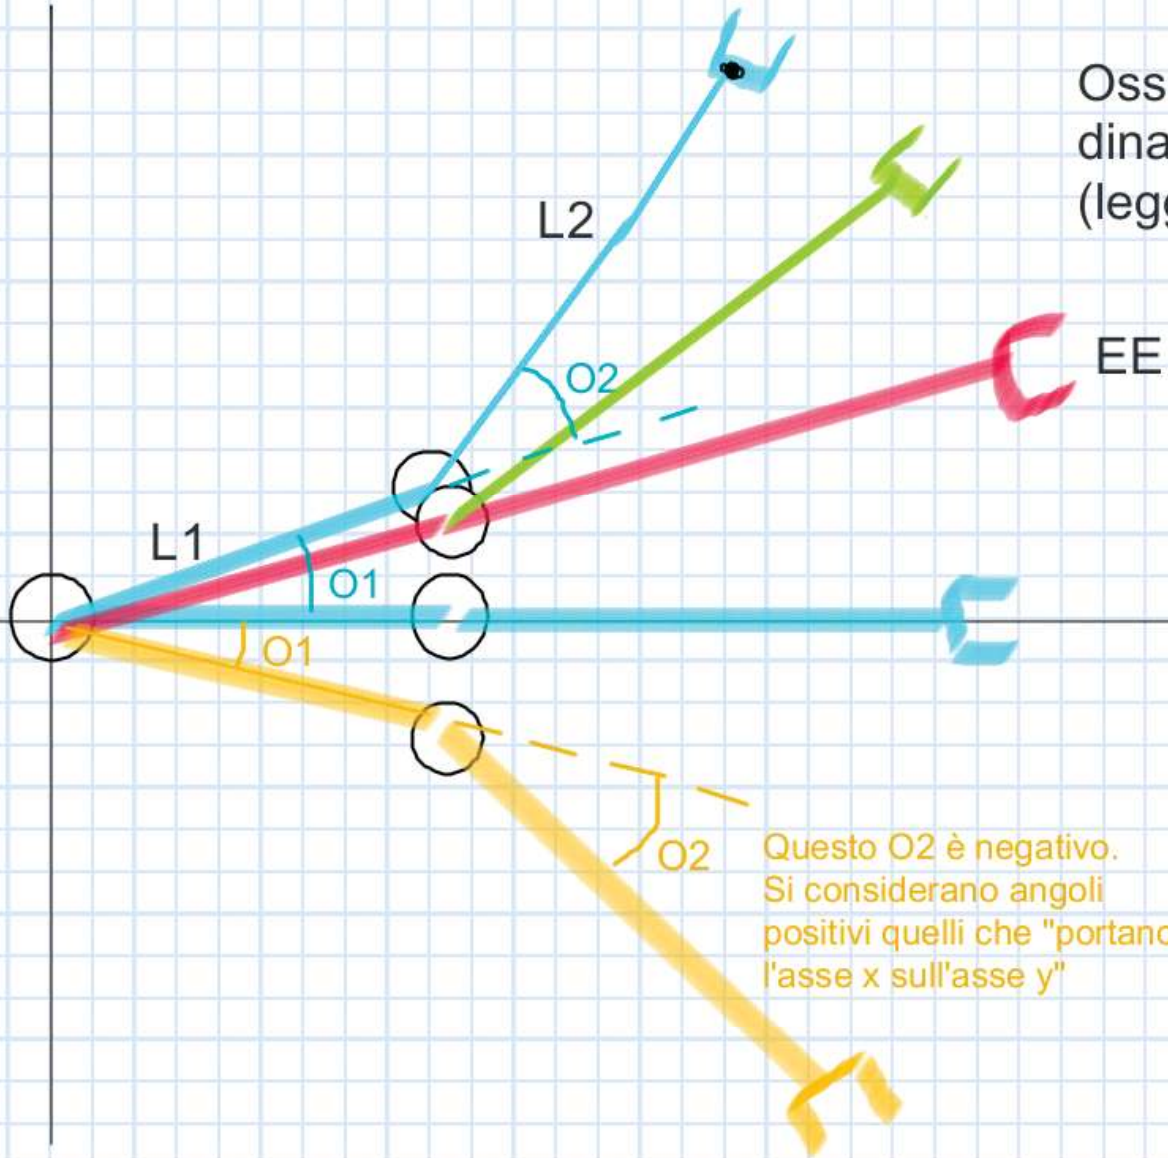 Oss
dina
(legg
L2
EE
O2
L1
O1
O1
O2
Questo O2 è negativo.
Si considerano angoli
positivi quelli che "portano
l'asse x sull'asse y"